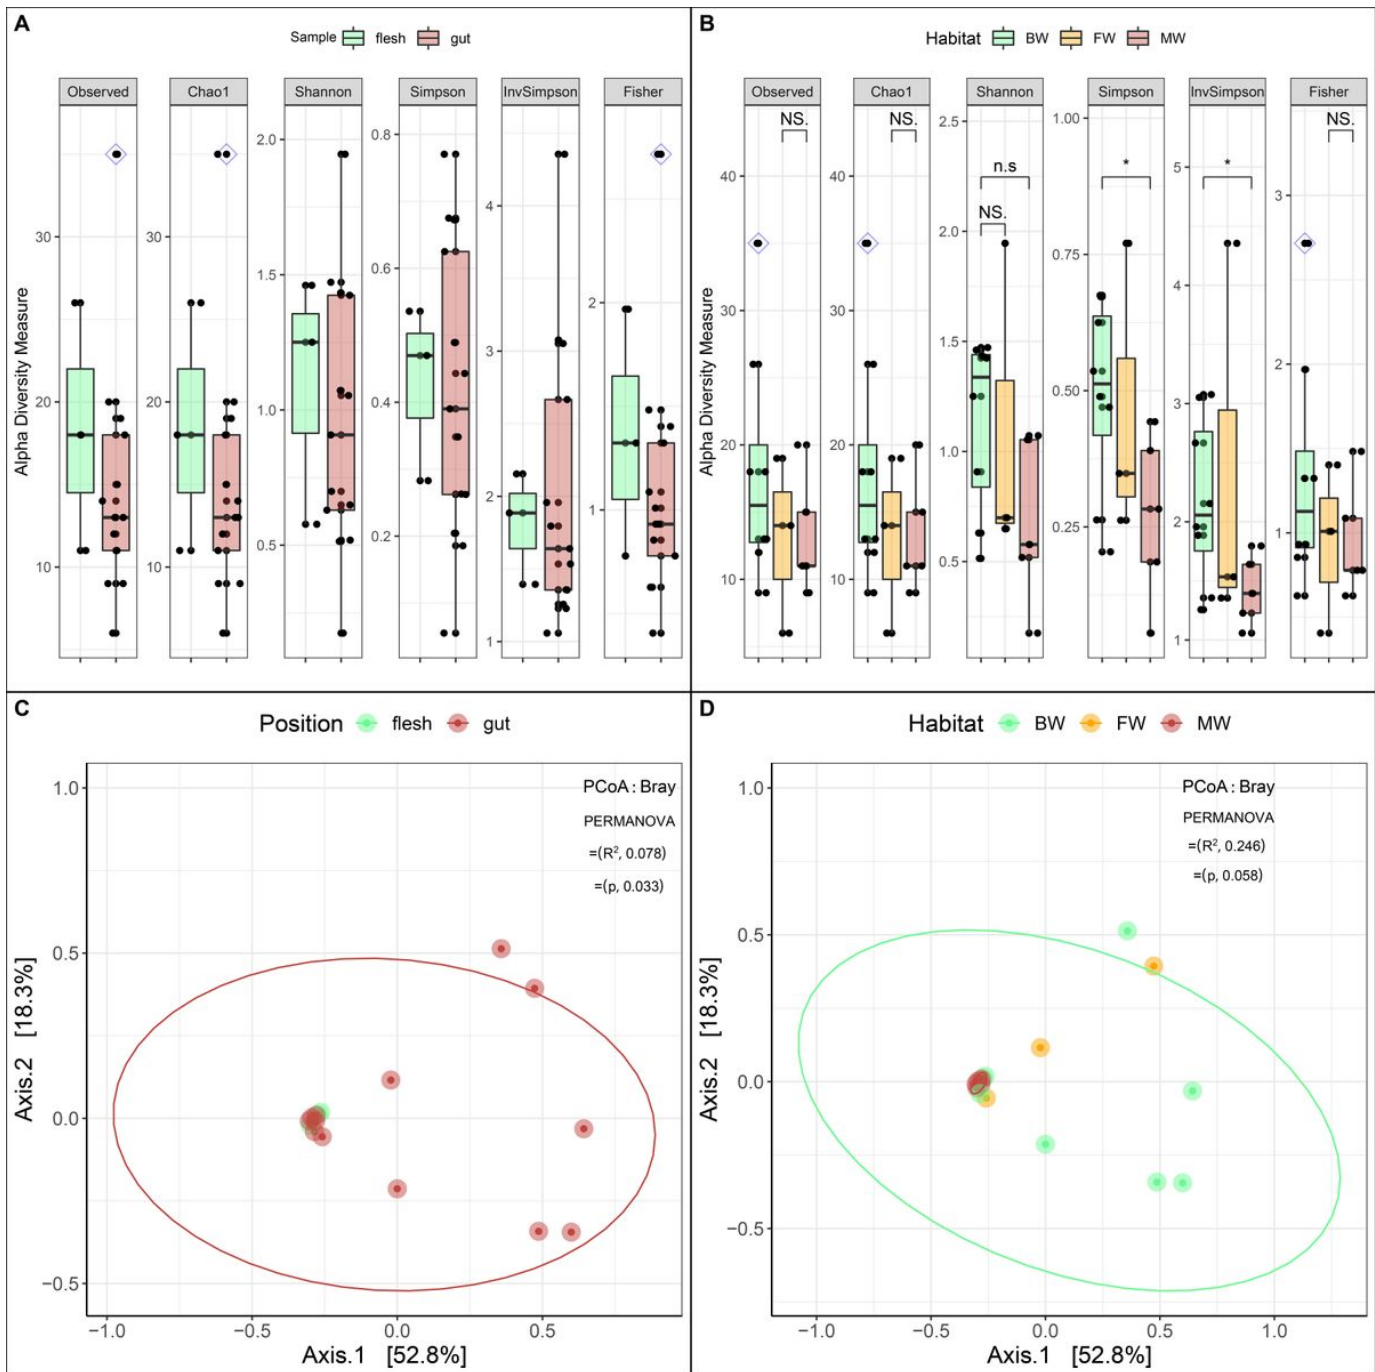 A
Sample flesh gut
Observed Chao1 Shannon Simpson InvSimpson Fisher
Alpha Diversity Measure
30
20
10
30
20
10
2.0
1.5
1.0
0.5
0.8
0.6
0.4
0.2
4
3
2
1
2
1
B
Habitat BW FW MW
Observed Chao1 Shannon Simpson InvSimpson Fisher
NS. NS. n.s NS. * * NS.
Alpha Diversity Measure
40
30
20
10
40
30
20
10
2.5
2.0
1.5
1.0
0.5
1.00
0.75
0.50
0.25
5
4
3
2
1
3
2
1
C
Position flesh gut
PCoA : Bray
PERMANOVA
=(R², 0.078)
=(p, 0.033)
1.0
0.5
0.0
−0.5
Axis.2 [18.3%]
−1.0 −0.5 0.0 0.5
Axis.1 [52.8%]
D
Habitat BW FW MW
PCoA : Bray
PERMANOVA
=(R², 0.246)
=(p, 0.058)
1.0
0.5
0.0
−0.5
Axis.2 [18.3%]
−1.0 −0.5 0.0 0.5 1.0
Axis.1 [52.8%]